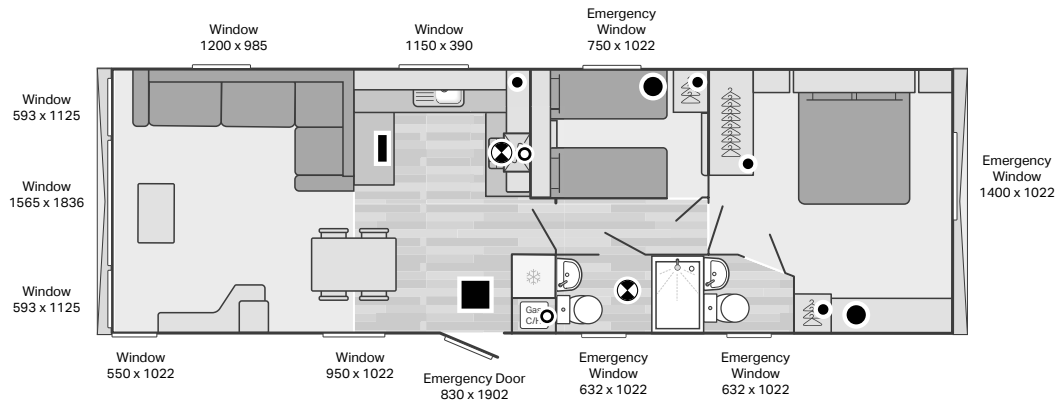 Window
1200 x 985
Window
1150 x 390
Emergency
Window
750 x 1022
Window
593 x 1125
Window
1565 x 1836
Window
593 x 1125
Emergency
Window
1400 x 1022
Gas
C/H
Window
550 x 1022
Window
950 x 1022
Emergency Door
830 x 1902
Emergency
Window
632 x 1022
Emergency
Window
632 x 1022